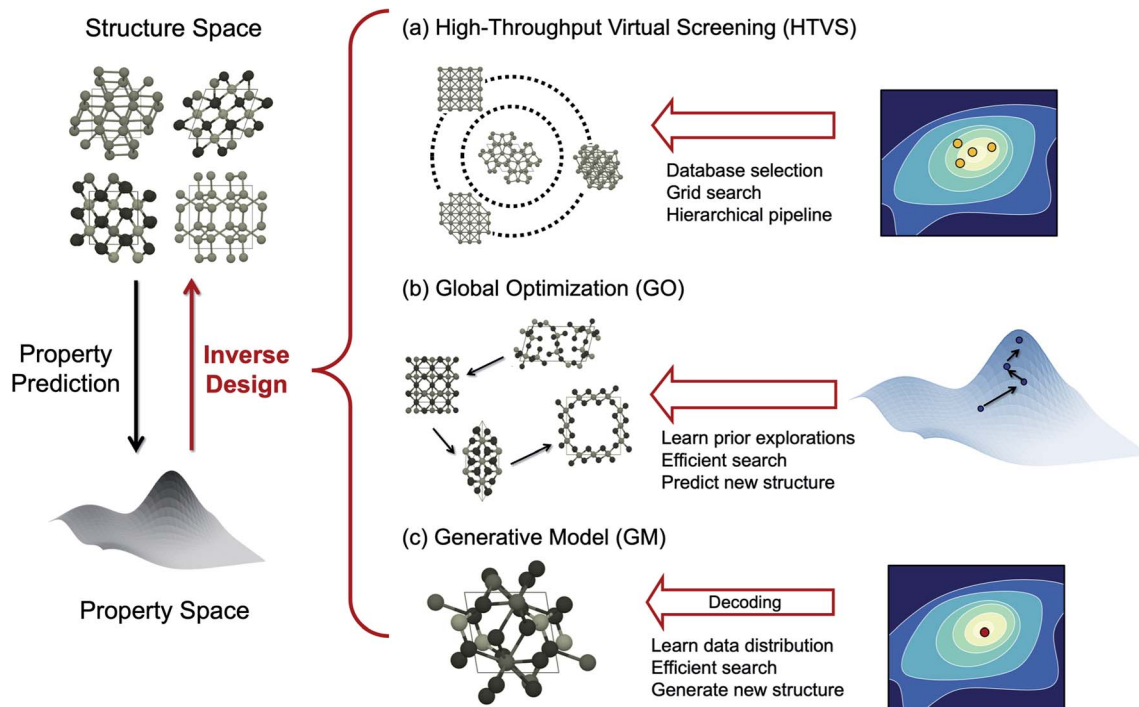 Structure Space
Property
Prediction
Inverse
Design
Property Space
(a) High-Throughput Virtual Screening (HTVS)
Database selection
Grid search
Hierarchical pipeline
(b) Global Optimization (GO)
Learn prior explorations
Efficient search
Predict new structure
(c) Generative Model (GM)
Decoding
Learn data distribution
Efficient search
Generate new structure